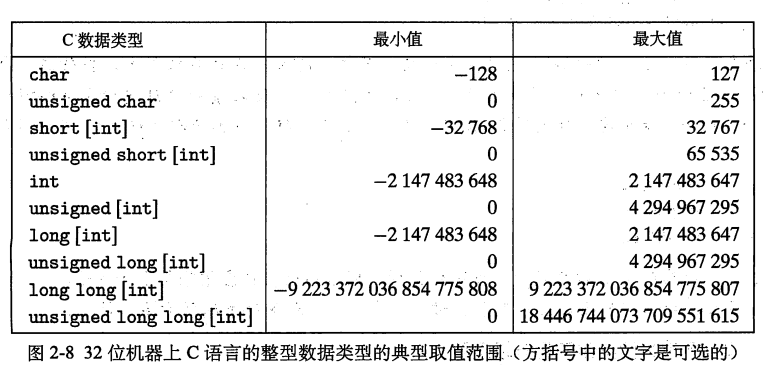 C 数据类型 最小值 最大值
char −128 127
unsigned char 0 255
short [int] −32 768 32 767
unsigned short [int] 0 65 535
int −2 147 483 648 2 147 483 647
unsigned [int] 0 4 294 967 295
long [int] −2 147 483 648 2 147 483 647
unsigned long [int] 0 4 294 967 295
long long [int] −9 223 372 036 854 775 808 9 223 372 036 854 775 807
unsigned long long [int] 0 18 446 744 073 709 551 615
图 2-8 32 位机器上 C 语言的整型数据类型的典型取值范围（方括号中的文字是可选的）